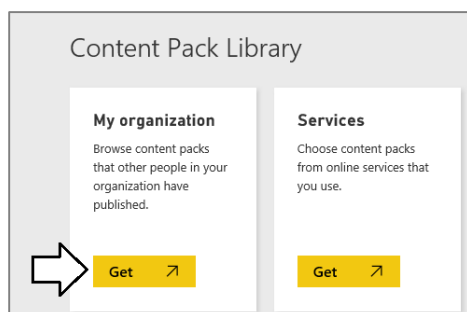 Content Pack Library
My organization
Browse content packs
that other people in your
organization have
published.
Get
Services
Choose content packs
from online services that
you use.
Get